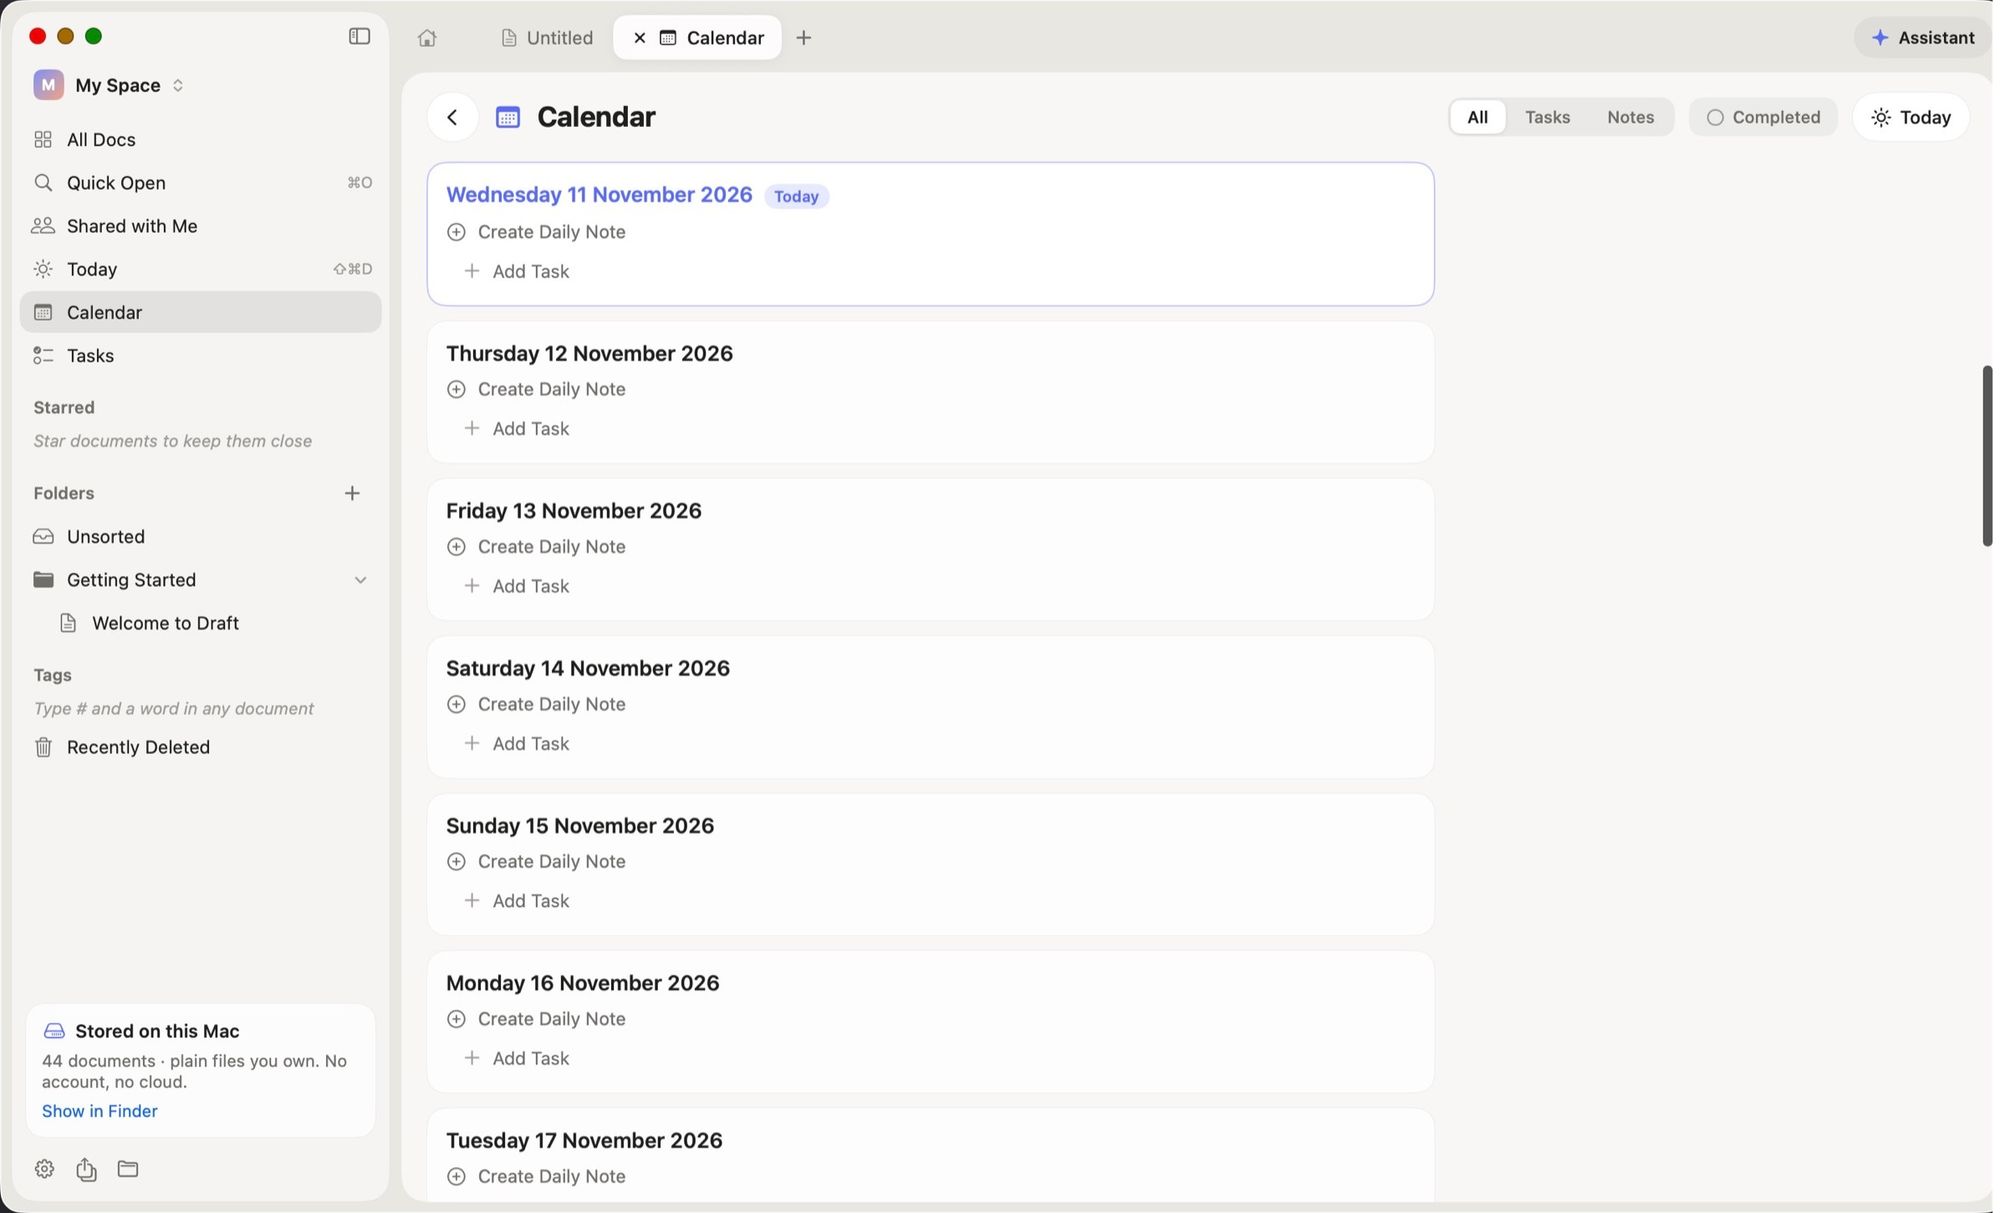 M My Space
All Docs
Quick Open ⌘O
Shared with Me
Today ⇧⌘D
Calendar
Tasks
Starred
Star documents to keep them close
Folders
Unsorted
Getting Started
Welcome to Draft
Tags
Type # and a word in any document
Recently Deleted
Stored on this Mac
44 documents · plain files you own. No
account, no cloud.
Show in Finder
Untitled
Calendar
Assistant
Calendar
All
Tasks
Notes
Completed
Today
Wednesday 11 November 2026 Today
Create Daily Note
Add Task
Thursday 12 November 2026
Create Daily Note
Add Task
Friday 13 November 2026
Create Daily Note
Add Task
Saturday 14 November 2026
Create Daily Note
Add Task
Sunday 15 November 2026
Create Daily Note
Add Task
Monday 16 November 2026
Create Daily Note
Add Task
Tuesday 17 November 2026
Create Daily Note